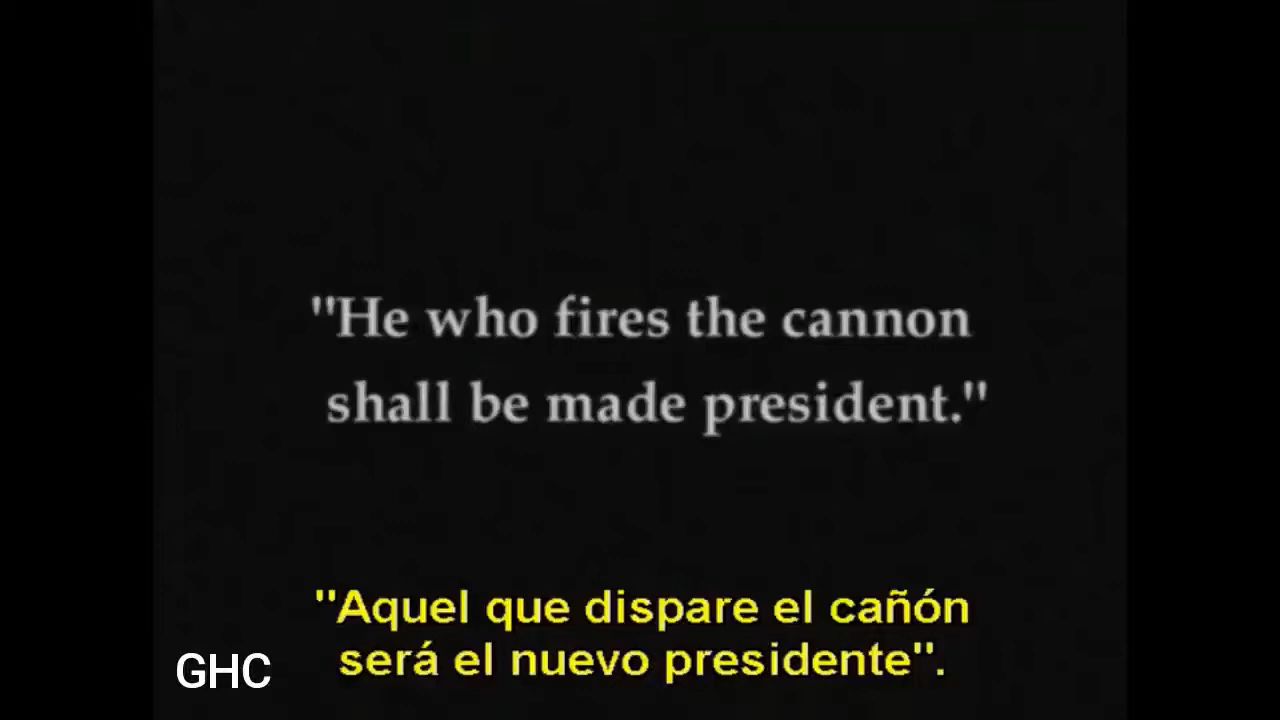 "He who fires the cannon
shall be made president."
"Aquel que dispare el cañón
será el nuevo presidente".
GHC